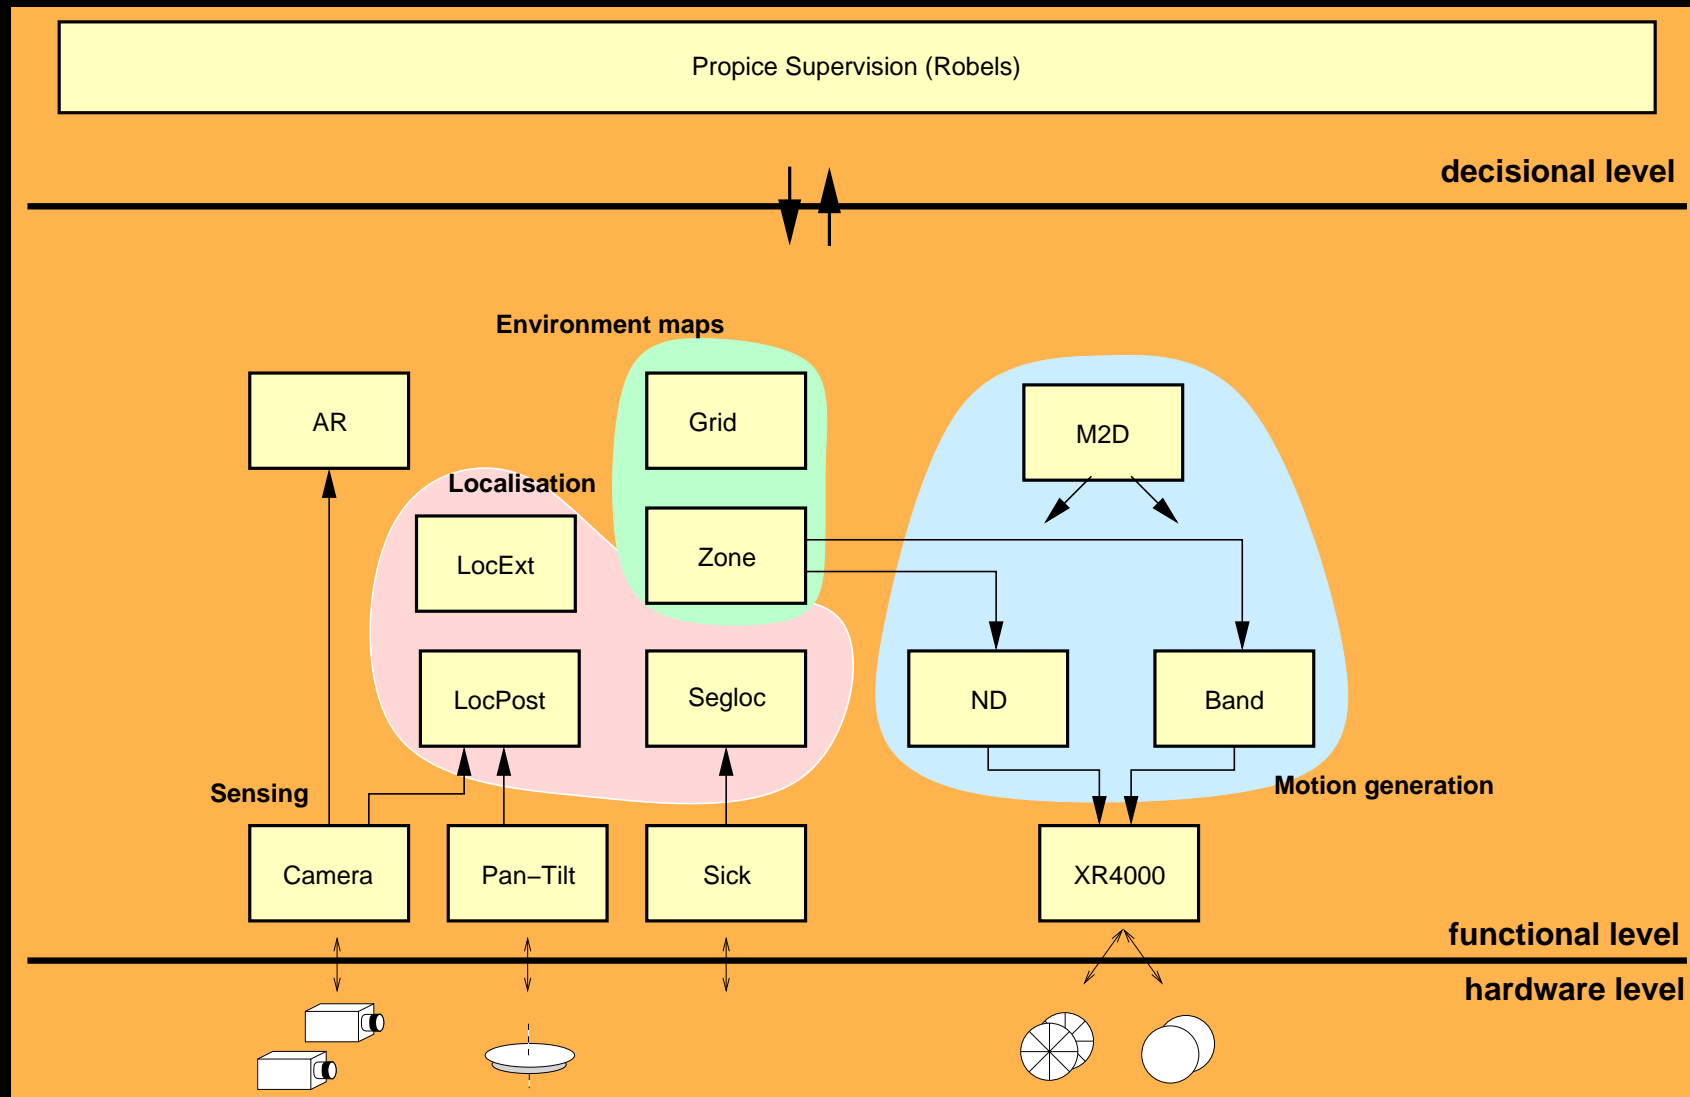 Propice Supervision (Robels)
decisional level
Environment maps
AR
Grid
M2D
Localisation
LocExt
Zone
LocPost
Segloc
ND
Band
Sensing
Motion generation
Camera
Pan−Tilt
Sick
XR4000
functional level
hardware level